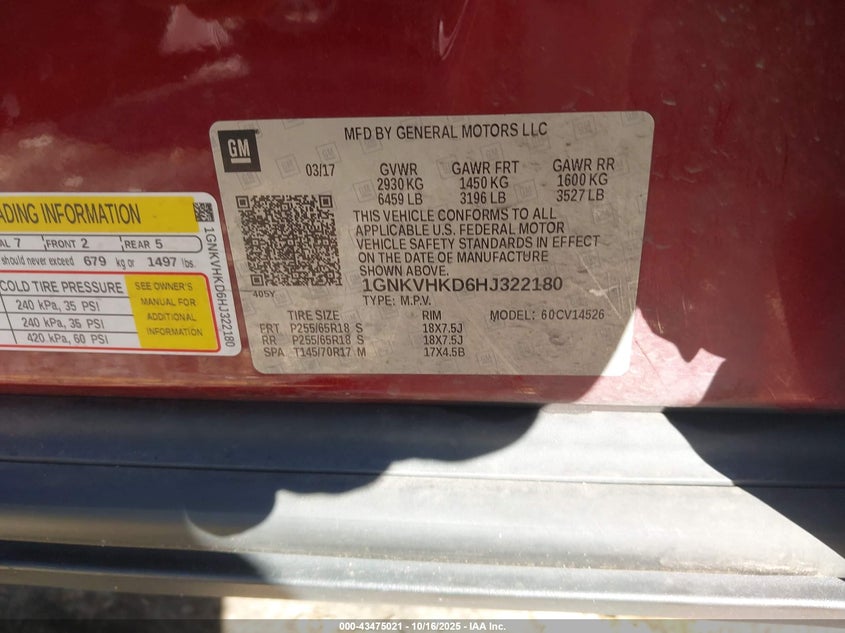 GM
MFD BY GENERAL MOTORS LLC
03/17 GVWR GAWR FRT GAWR RR
2930 KG 1450 KG 1600 KG
6459 LB 3196 LB 3527 LB
THIS VEHICLE CONFORMS TO ALL
APPLICABLE U.S. FEDERAL MOTOR
VEHICLE SAFETY STANDARDS IN EFFECT
ON THE DATE OF MANUFACTURE
SHOWN ABOVE.
1GNKVHKD6HJ322180
405Y
TYPE: M.P.V.
TIRE SIZE RIM MODEL: 60CV14526
FRT P255/65R18 S 18X7.5J
RR P255/65R18 S 18X7.5J
SPA T145/70R17 M 17X4.5B
ADING INFORMATION
AL 7 FRONT 2 REAR 5
should never exceed 679 kg or 1497 lbs.
COLD TIRE PRESSURE
240 kPa, 35 PSI
240 kPa, 35 PSI
420 kPa, 60 PSI
SEE OWNER'S
MANUAL FOR
ADDITIONAL
INFORMATION
1GNKVHKD6HJ322180
000-43475021 | 10/16/2025 - IAA Inc.